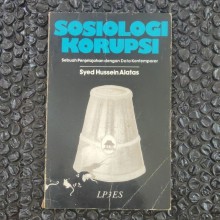 SOSIOLOGI
KORUPSI
Sebuah Penjelajahan dengan Data Kontemporer
Syed Hussein Alatas
LP3ES